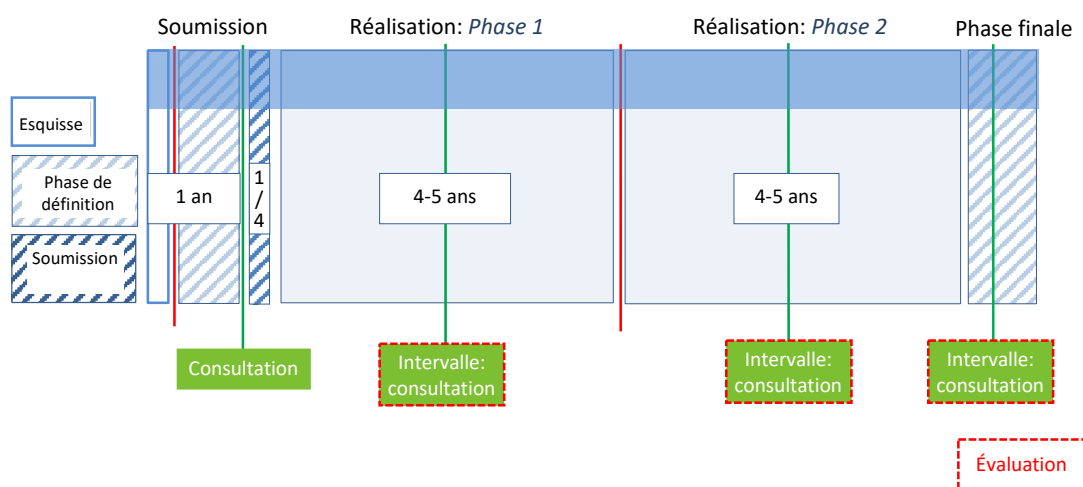 Soumission
Réalisation: Phase 1
Réalisation: Phase 2
Phase finale
Esquisse
Phase de
définition
Soumission
1 an
1
/
4
4-5 ans
4-5 ans
Consultation
Intervalle:
consultation
Intervalle:
consultation
Intervalle:
consultation
Évaluation